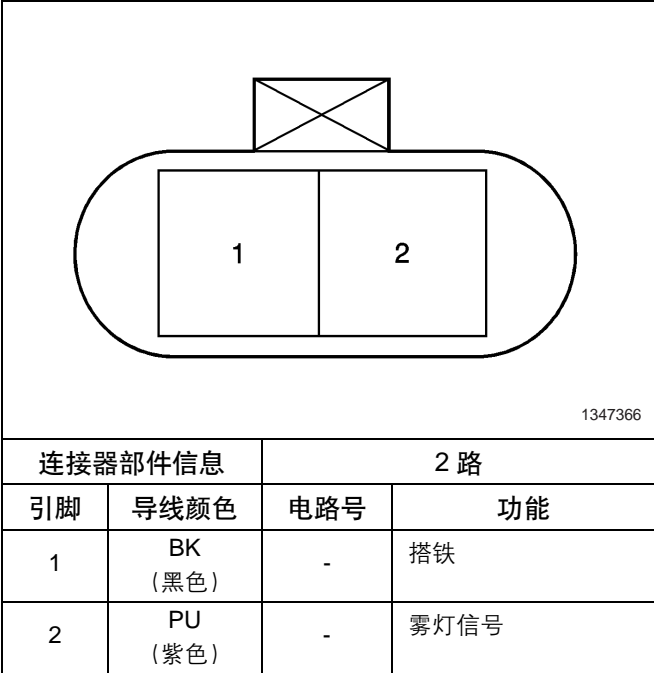 1 2
1347366
连接器部件信息 2 路
引脚 导线颜色 电路号 功能
1 BK (黑色) - 搭铁
2 PU (紫色) - 雾灯信号